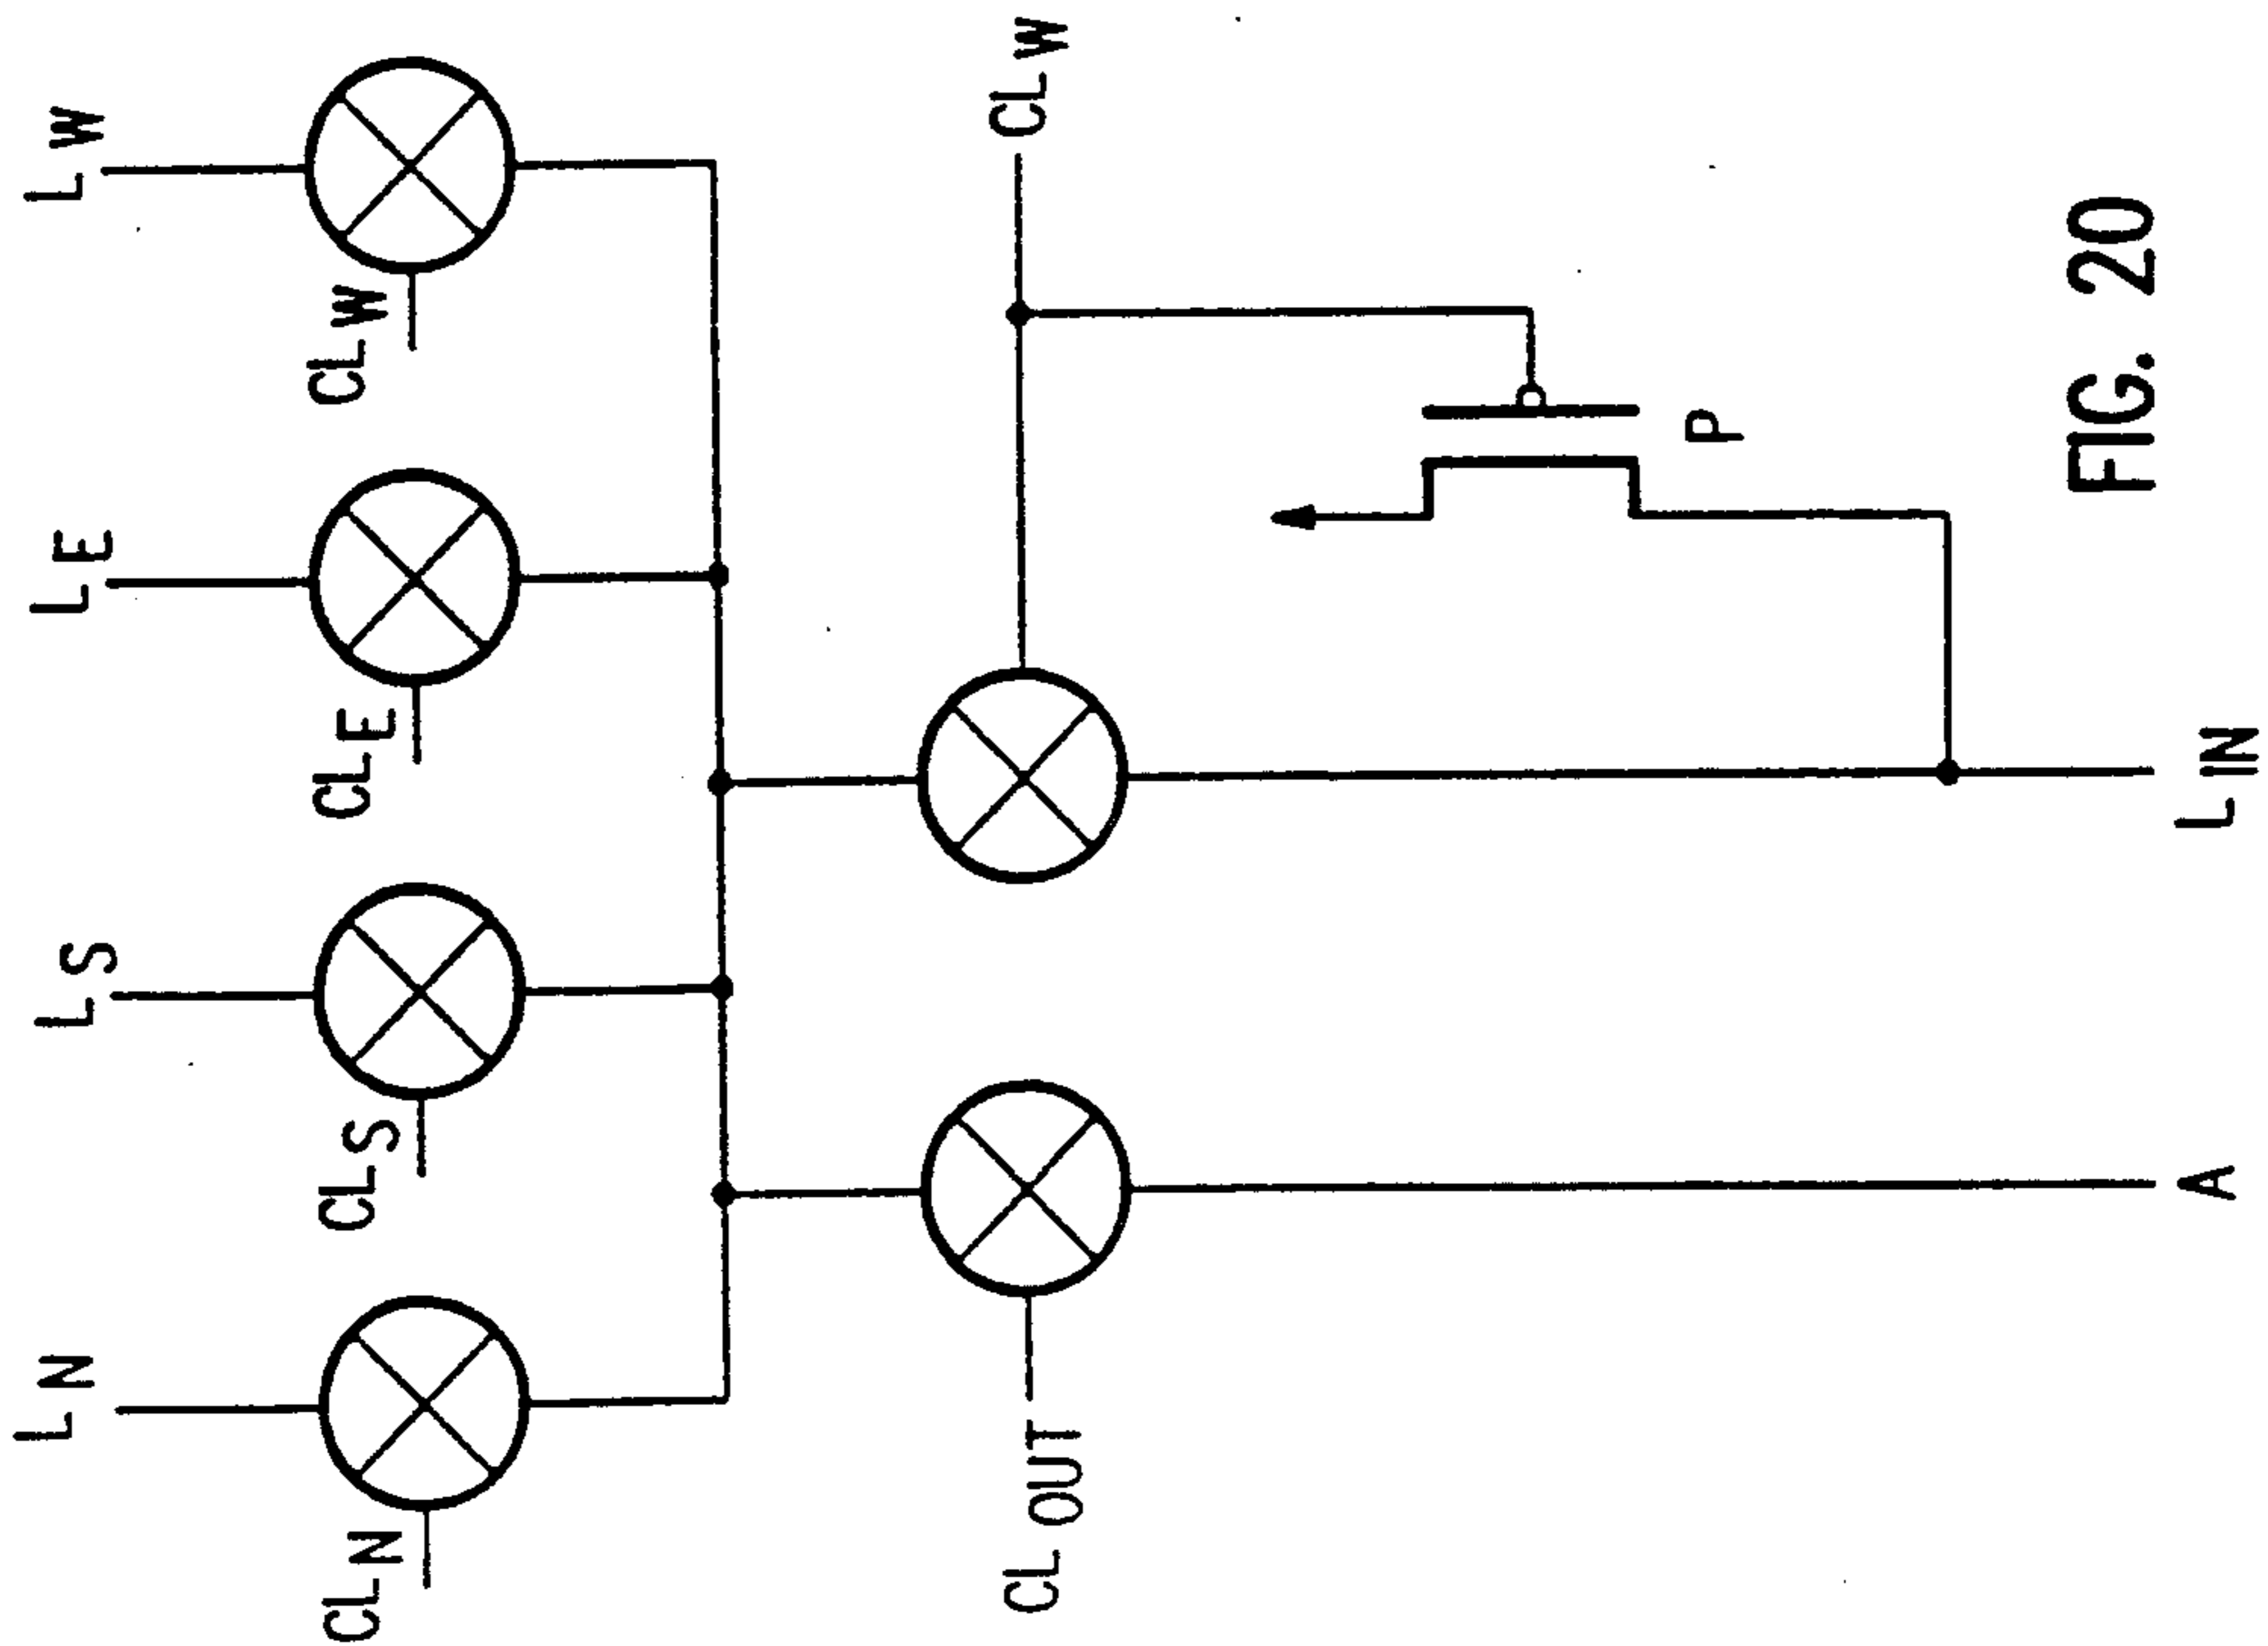 L N
L S
L E
L W
CL N
CL S
CL E
CL W
CL OUT
CL W
P
A
L IN
FIG. 20